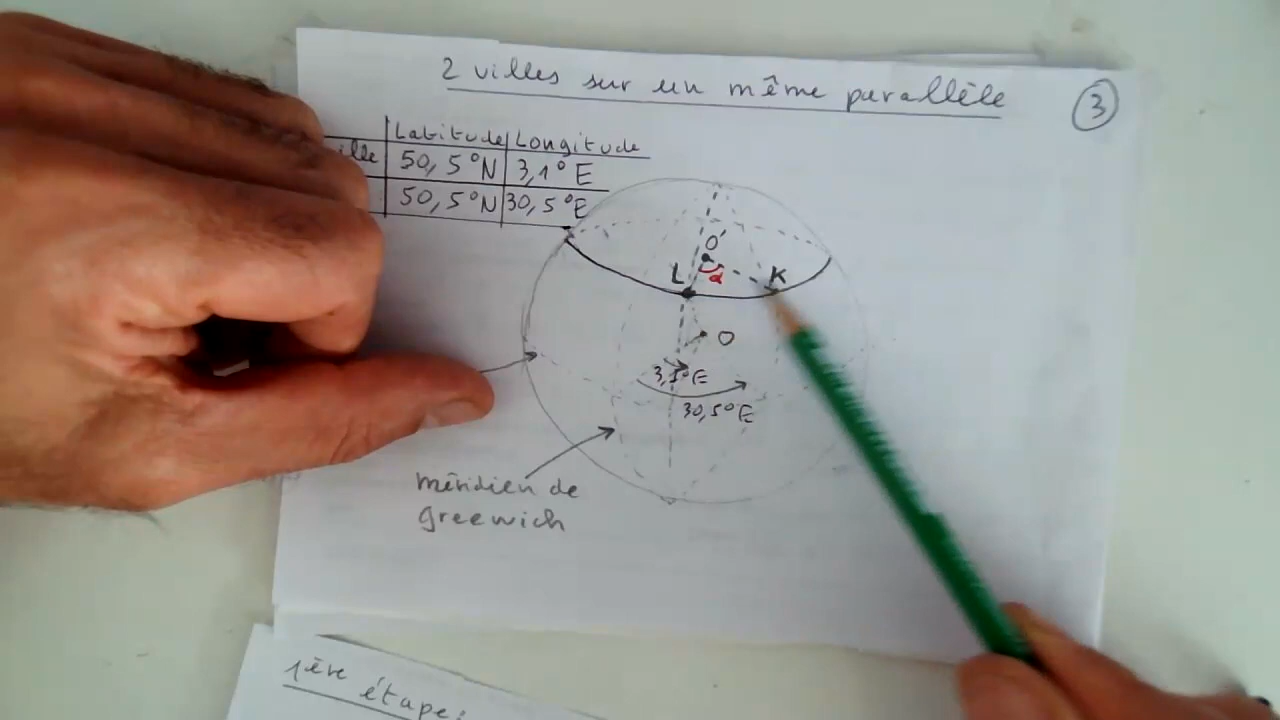 2 villes sur un même parallèle
3
Latitude Longitude
ille 50,5°N 3,1°E
50,5°N 30,5°E
O'
L α K
O
3,1°E
30,5°E
méridien de
greewich
1ère étape: